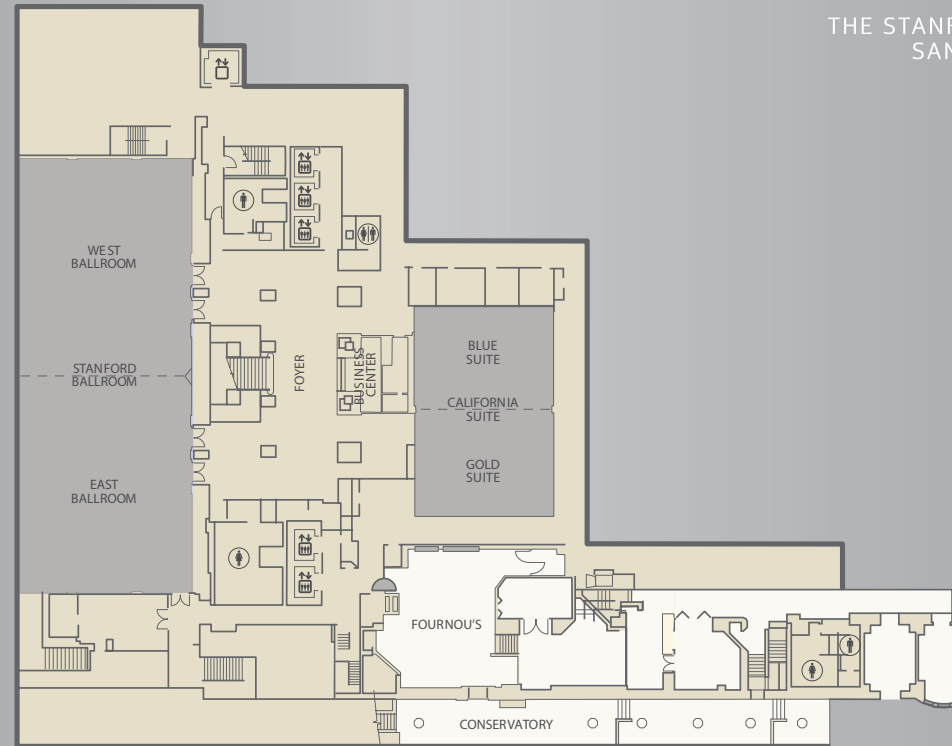 THE STANF
SAN
WEST
BALLROOM
STANFORD
BALLROOM
EAST
BALLROOM
FOYER
BUSINESS
CENTER
BLUE
SUITE
CALIFORNIA
SUITE
GOLD
SUITE
FOURNOU'S
CONSERVATORY